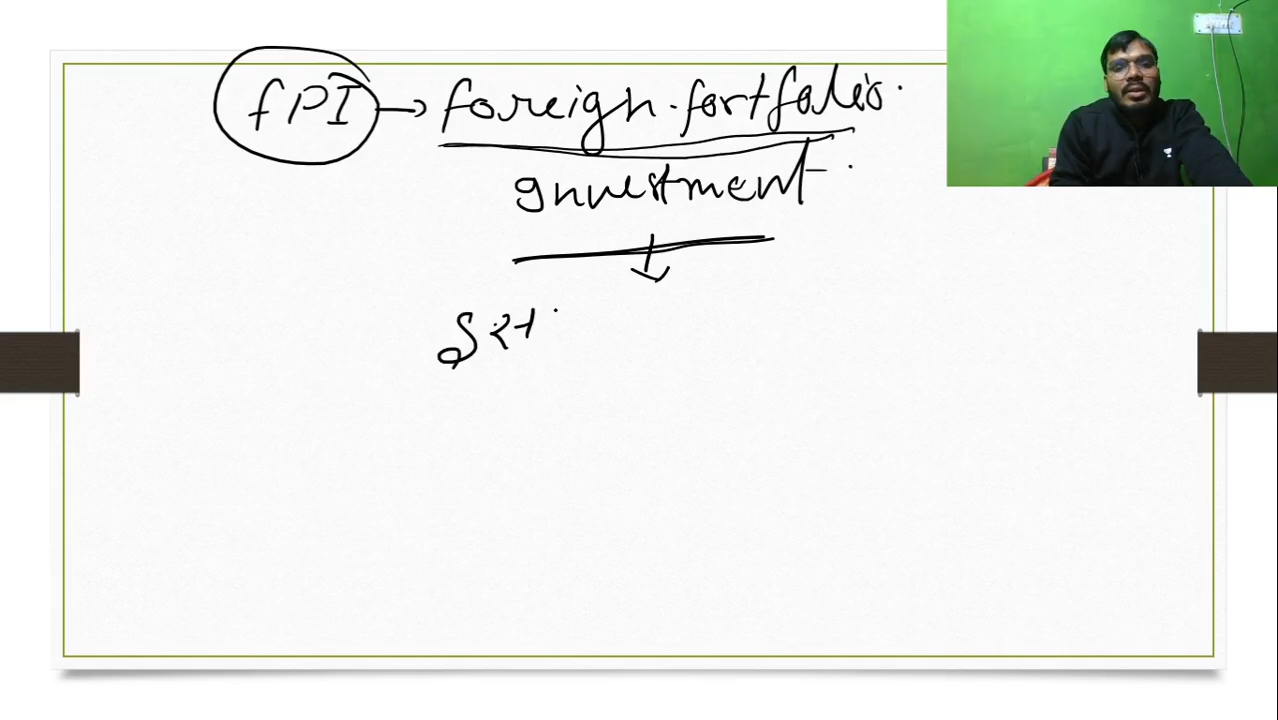 fPI → foreign portfolio
Investment